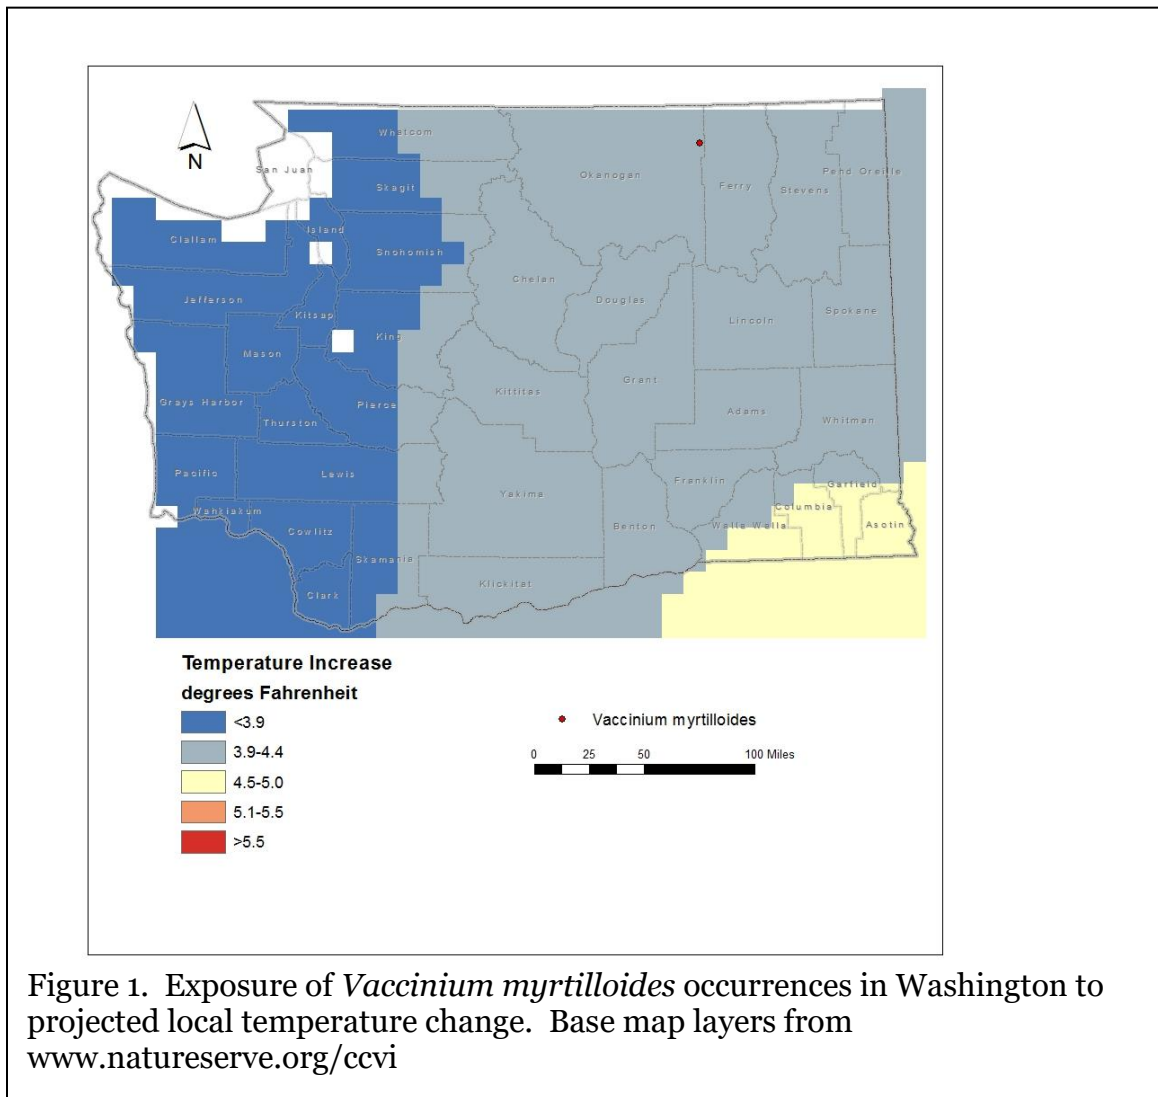 N
Whatcom
San Juan
Skagit
Okanogan
Ferry
Stevens
Pend Oreille
Island
Clallam
Snohomish
Chelan
Douglas
Jefferson
Kitsap
King
Lincoln
Spokane
Mason
Grant
Kittitas
Grays Harbor
Pierce
Adams
Whitman
Thurston
Pacific
Lewis
Yakima
Franklin
Garfield
Columbia
Wahkiakum
Cowlitz
Benton
Walla Walla
Asotin
Skamania
Klickitat
Clark
Temperature Increase
degrees Fahrenheit
<3.9
3.9-4.4
4.5-5.0
5.1-5.5
>5.5
Vaccinium myrtilloides
0 25 50 100 Miles
Figure 1. Exposure of Vaccinium myrtilloides occurrences in Washington to
projected local temperature change. Base map layers from
www.natureserve.org/ccvi